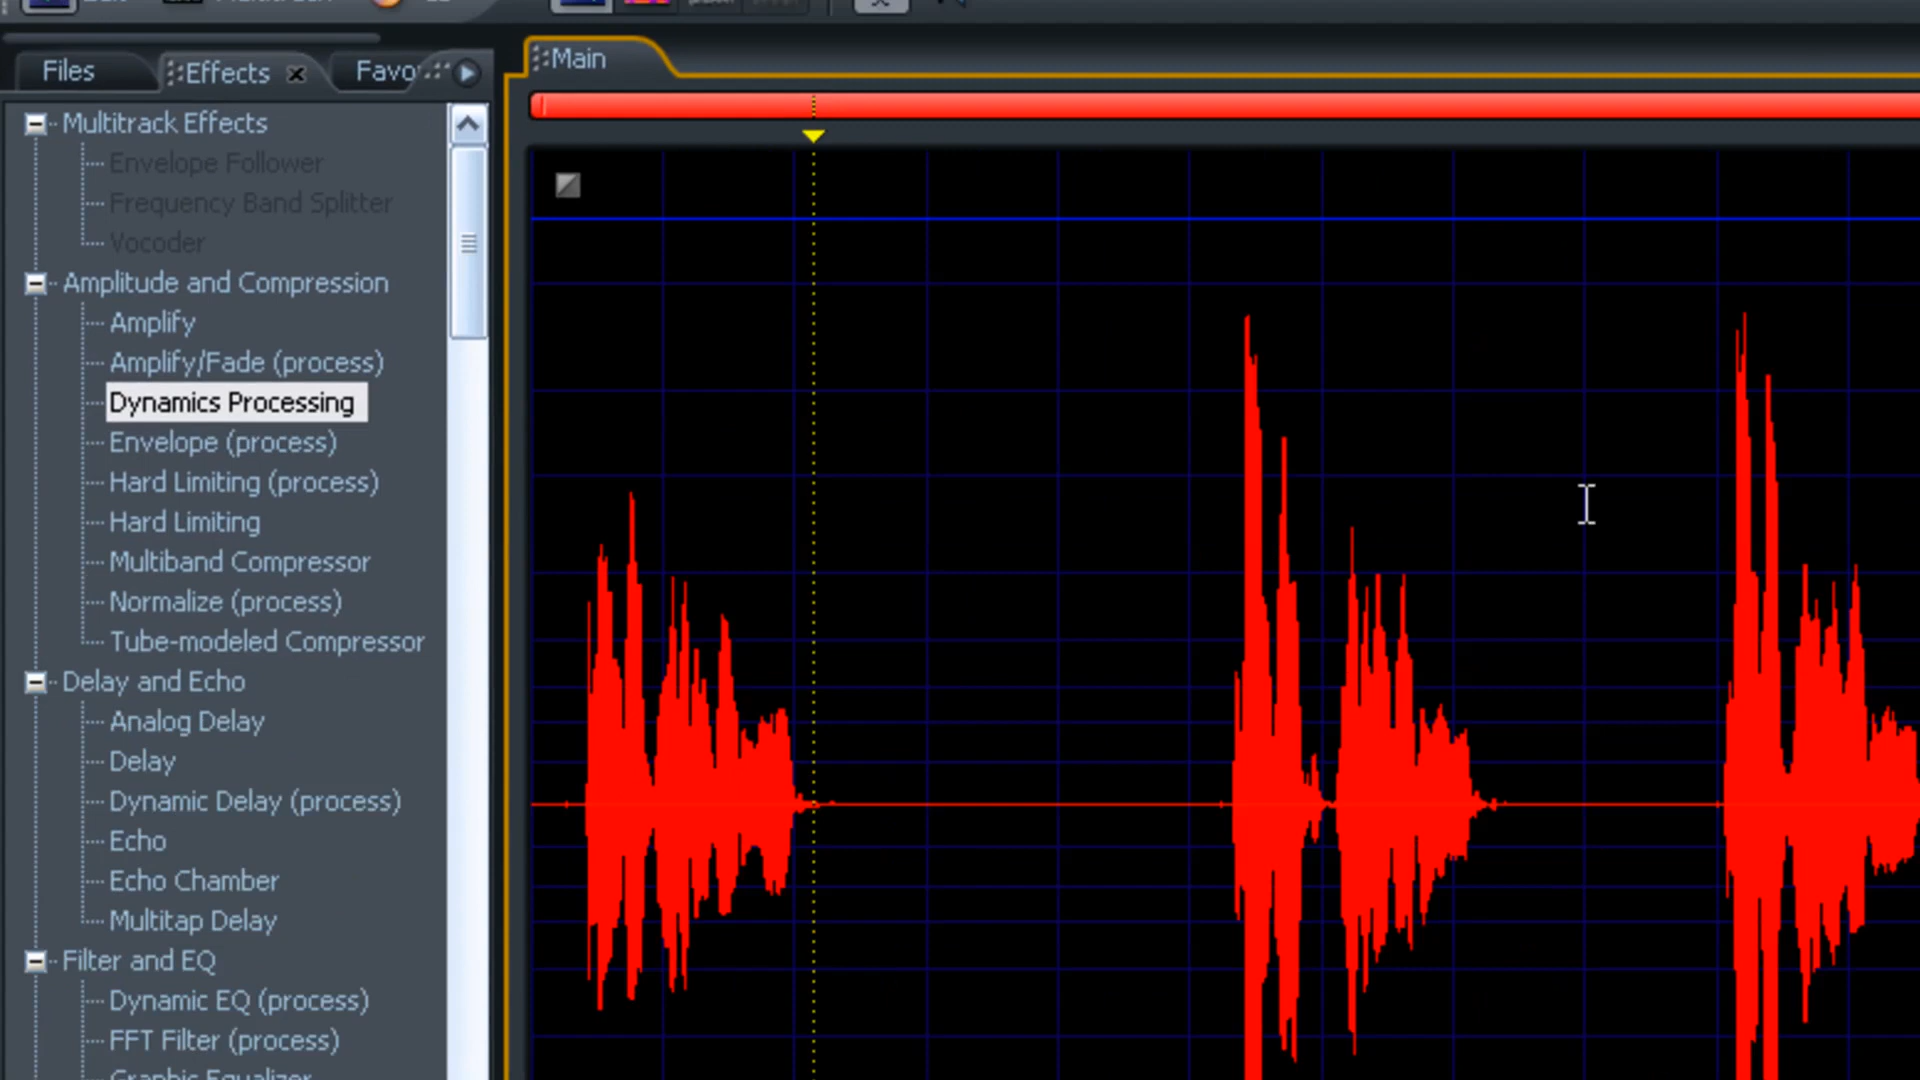 Files
Effects
Favo
Main
Multitrack Effects
Envelope Follower
Frequency Band Splitter
Vocoder
Amplitude and Compression
Amplify
Amplify/Fade (process)
Dynamics Processing
Envelope (process)
Hard Limiting (process)
Hard Limiting
Multiband Compressor
Normalize (process)
Tube-modeled Compressor
Delay and Echo
Analog Delay
Delay
Dynamic Delay (process)
Echo
Echo Chamber
Multitap Delay
Filter and EQ
Dynamic EQ (process)
FFT Filter (process)
Graphic Equalizer